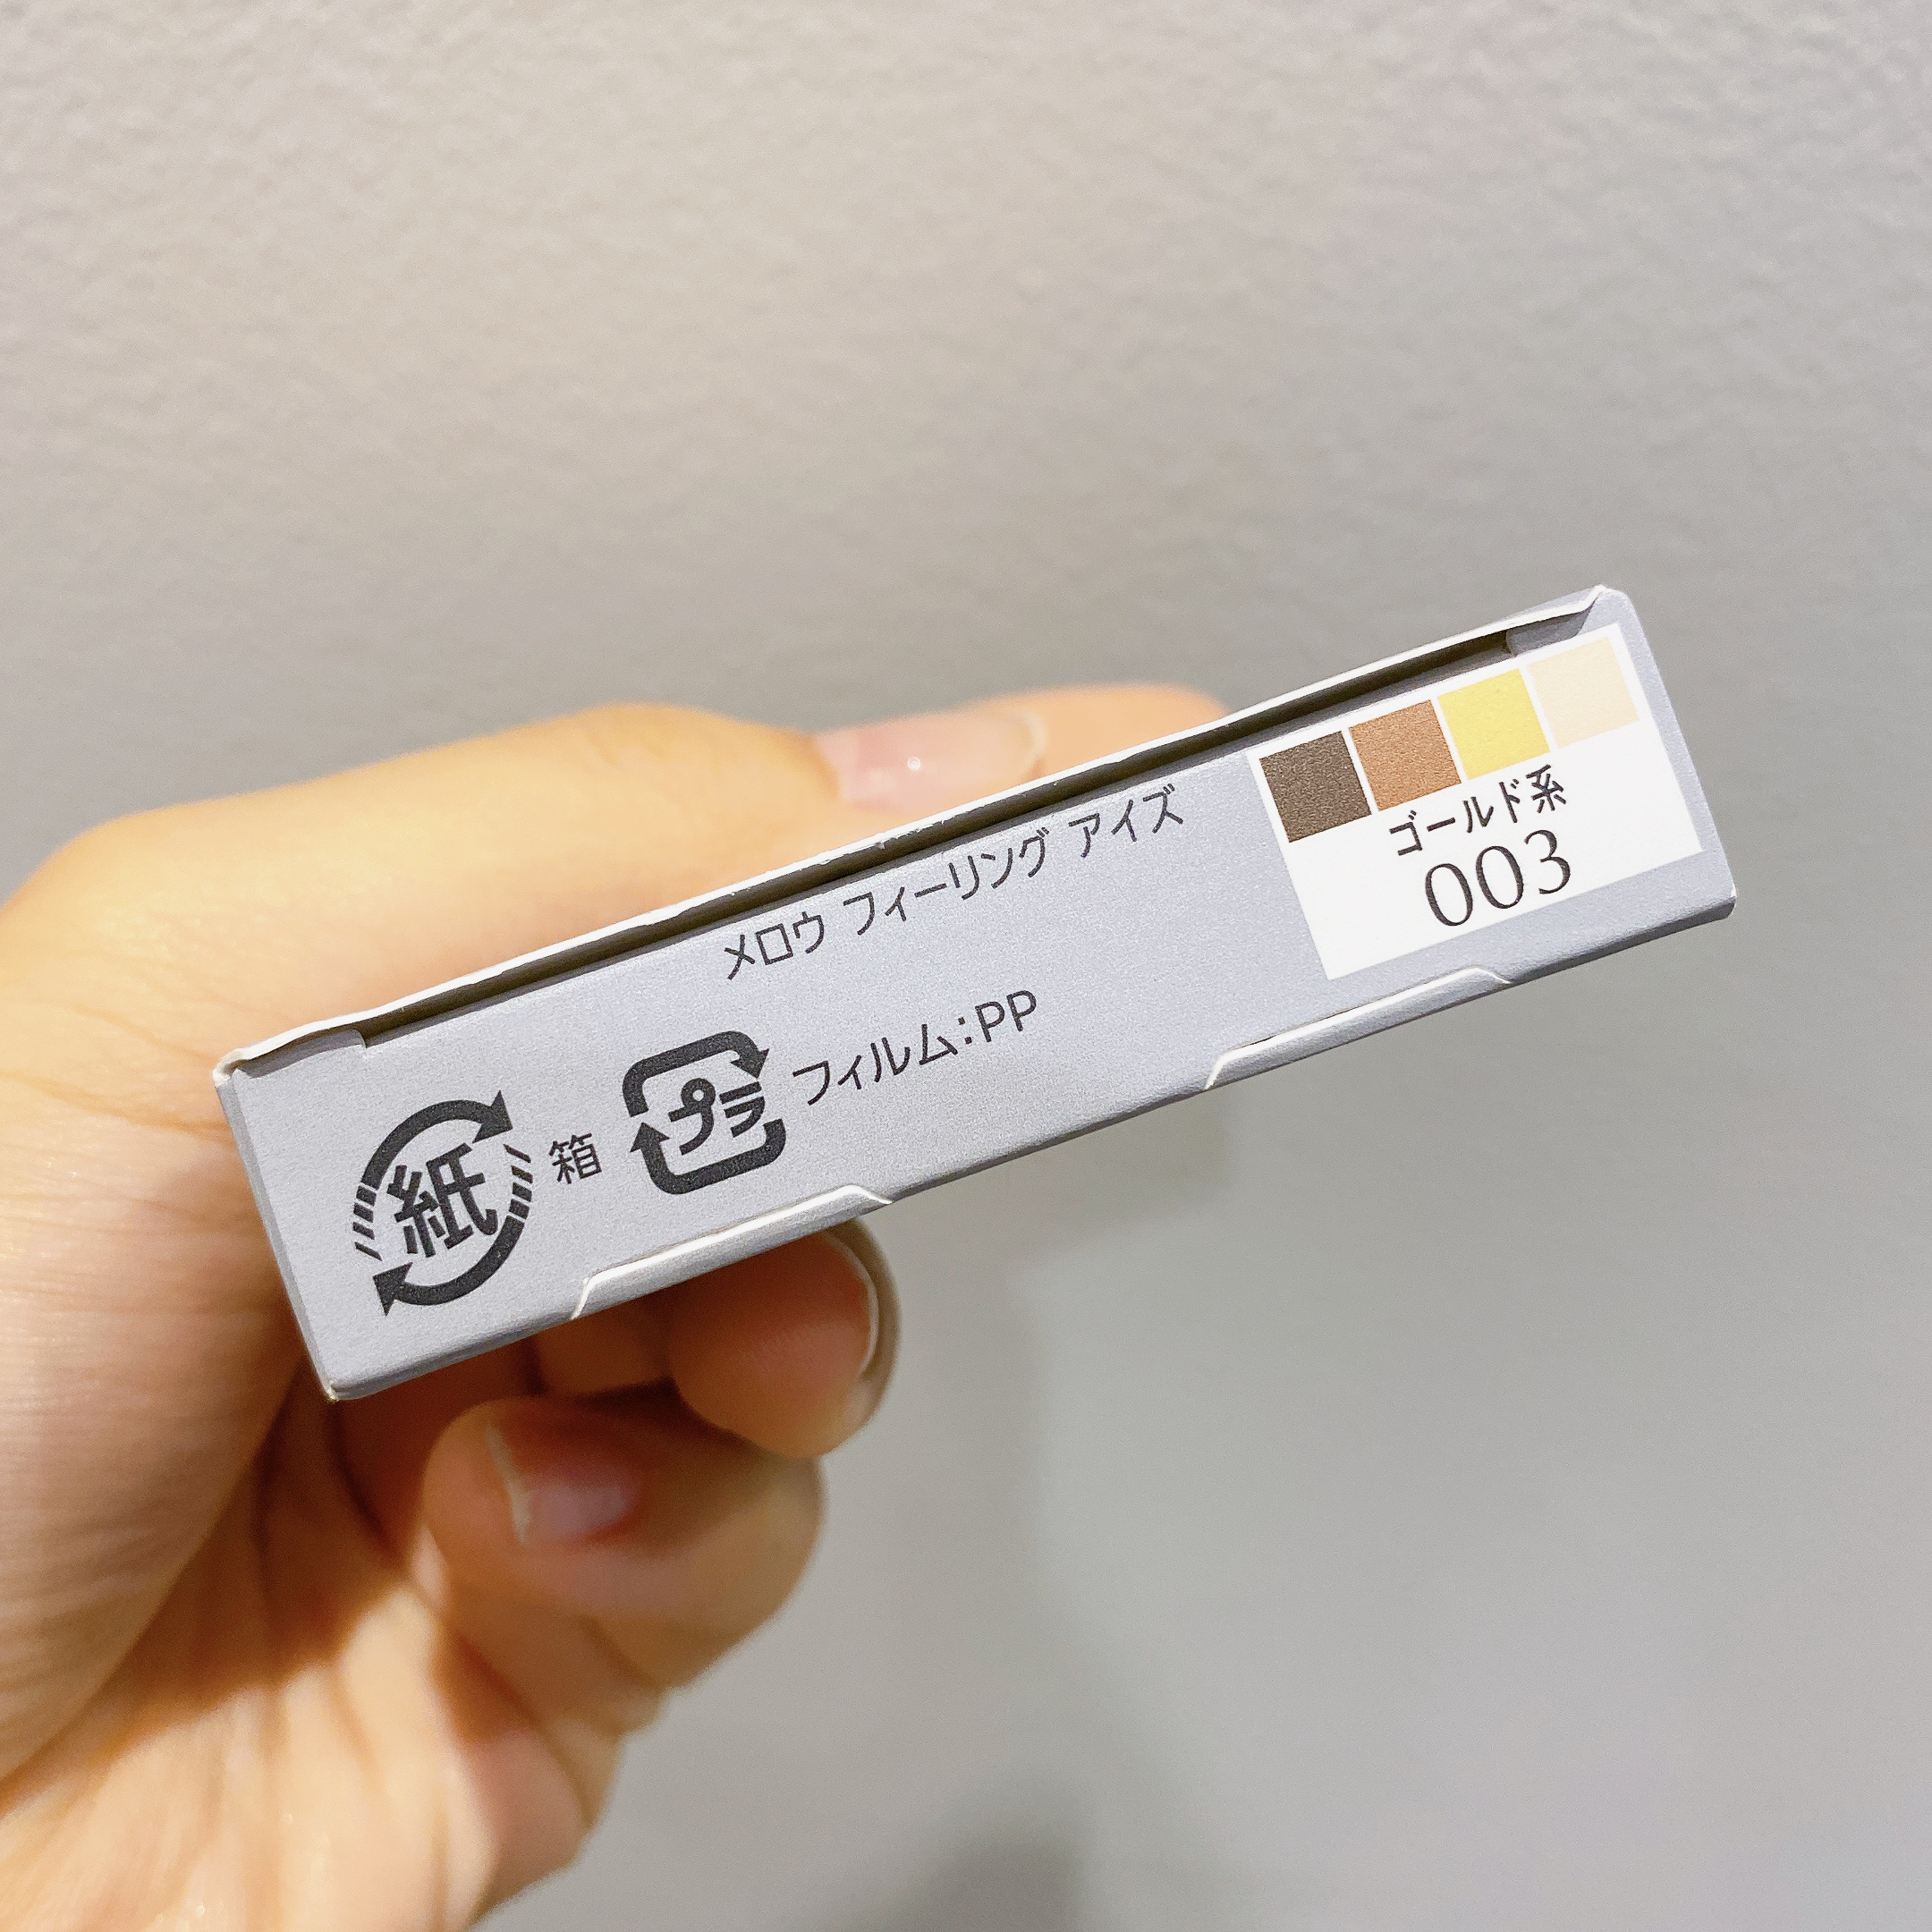 メロウ フィーリング アイズ
ゴールド系
003
紙 箱 プラ フィルム:PP